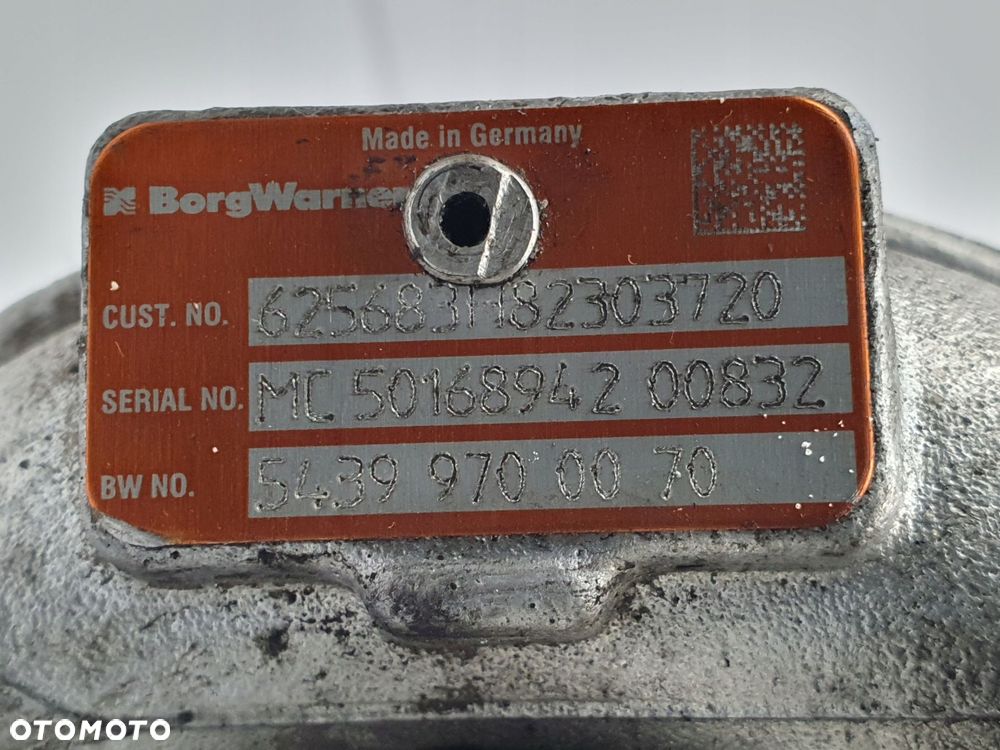 Made in Germany
BorgWarner
CUST. NO. 625683H82303720
SERIAL NO. MC 50168942 00832
BW NO. 5439 970 00 70
OTOMOTO